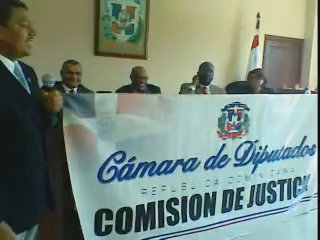 Cámara de Diputados
REPUBLICA DOMINICANA
COMISION DE JUSTICIA